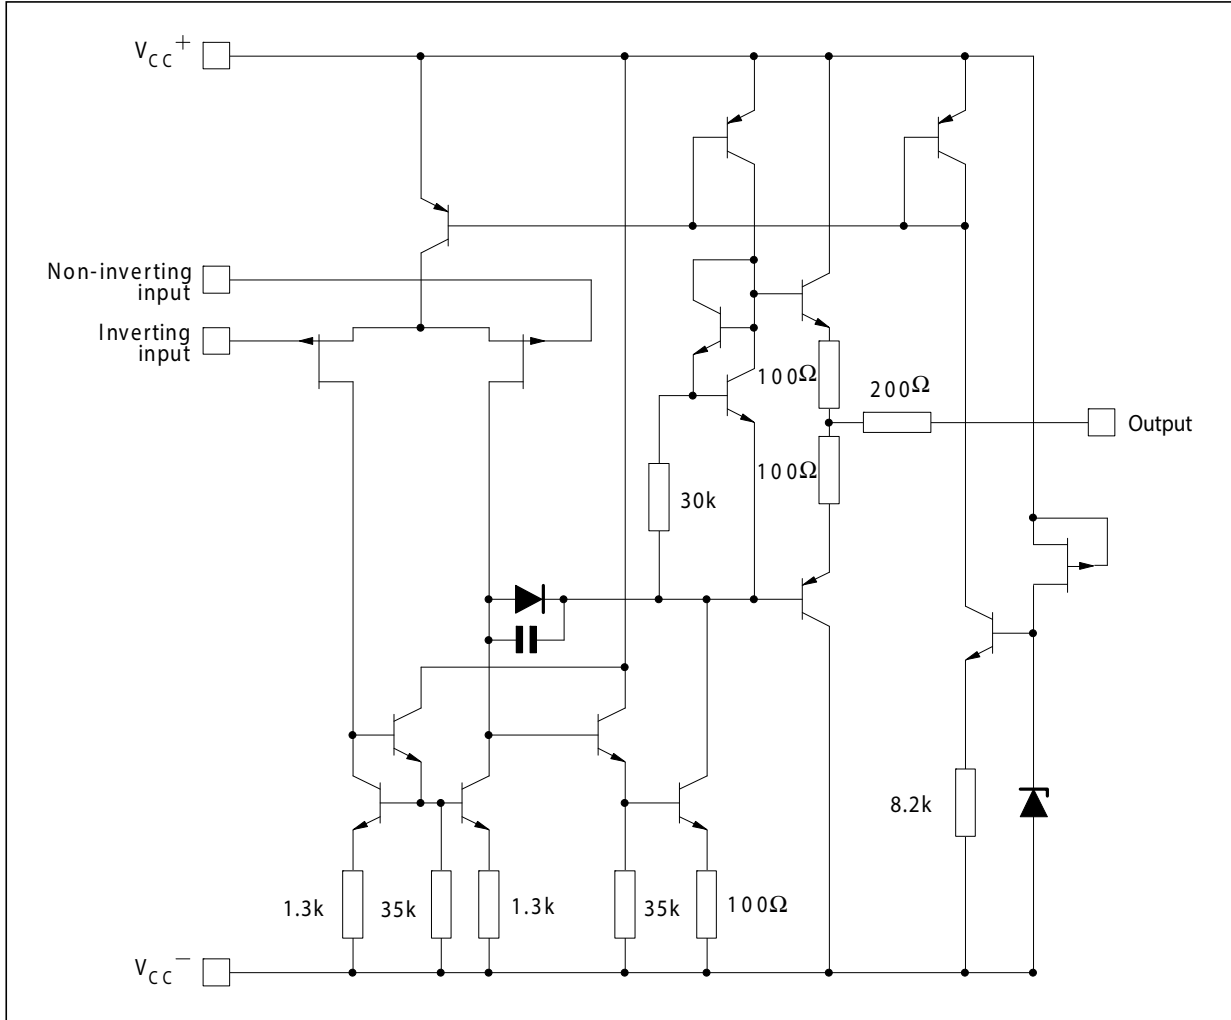 VCC+
Non-inverting
input
Inverting
input
100Ω
200Ω
Output
100Ω
30k
8.2k
1.3k
35k
1.3k
35k
100Ω
VCC−